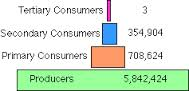 Tertiary Consumers 3
Secondary Consumers 354,904
Primary Consumers 708,624
Producers 5,842,424